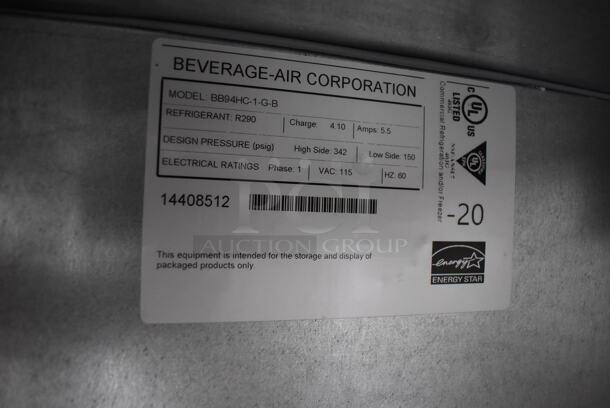 BEVERAGE-AIR CORPORATION
MODEL: BB94HC-1-G-B
REFRIGERANT: R290 Charge: 4.10 Amps: 5.5
DESIGN PRESSURE (psig) High Side: 342 Low Side: 150
ELECTRICAL RATINGS Phase: 1 VAC: 115 HZ: 60
14408512
This equipment is intended for the storage and display of
packaged products only.
C UL US
LISTED
Commercial Refrigerator and/or Freezer
-20
energy
ENERGY STAR
PCI
AUCTION GROUP